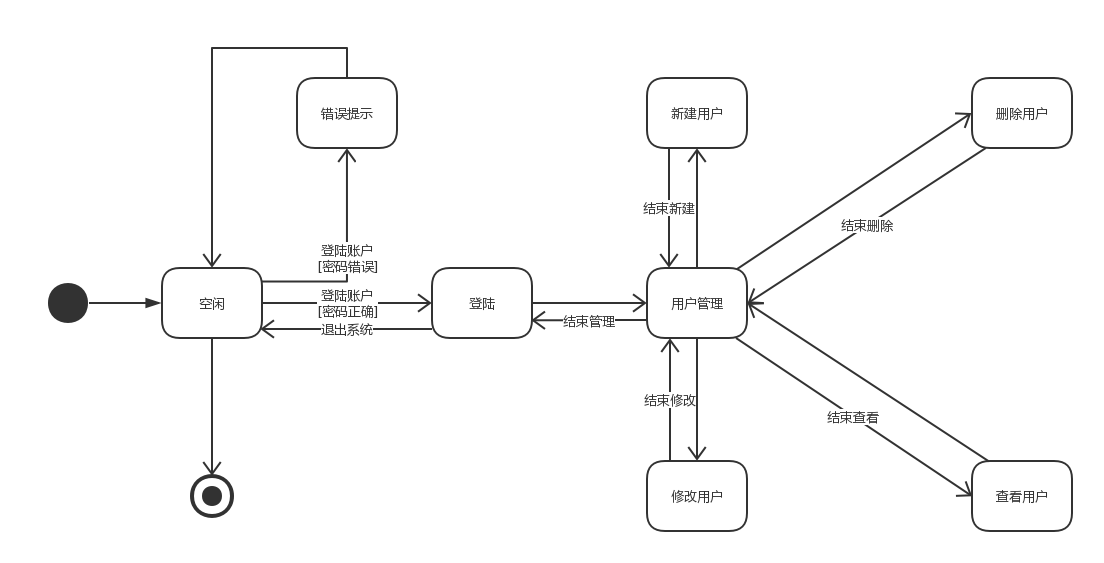 错误提示
新建用户
删除用户
结束新建
结束删除
登陆账户
[密码错误]
空闲
登陆账户
[密码正确]
退出系统
登陆
结束管理
用户管理
结束修改
结束查看
修改用户
查看用户